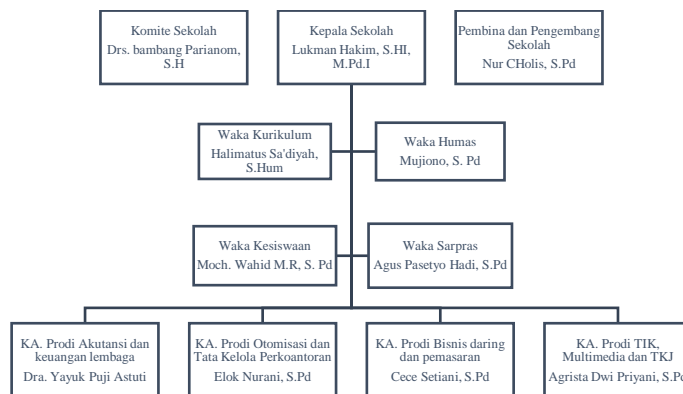 Komite Sekolah
Drs. bambang Parianom,
S.H
Kepala Sekolah
Lukman Hakim, S.HI,
M.Pd.I
Pembina dan Pengembang
Sekolah
Nur CHolis, S.Pd
Waka Kurikulum
Halimatus Sa'diyah,
S.Hum
Waka Humas
Mujiono, S. Pd
Waka Kesiswaan
Moch. Wahid M.R, S. Pd
Waka Sarpras
Agus Pasetyo Hadi, S.Pd
KA. Prodi Akutansi dan
keuangan lembaga
Dra. Yayuk Puji Astuti
KA. Prodi Otomisasi dan
Tata Kelola Perkoantoran
Elok Nurani, S.Pd
KA. Prodi Bisnis daring
dan pemasaran
Cece Setiani, S.Pd
KA. Prodi TIK,
Multimedia dan TKJ
Agrista Dwi Priyani, S.Pd